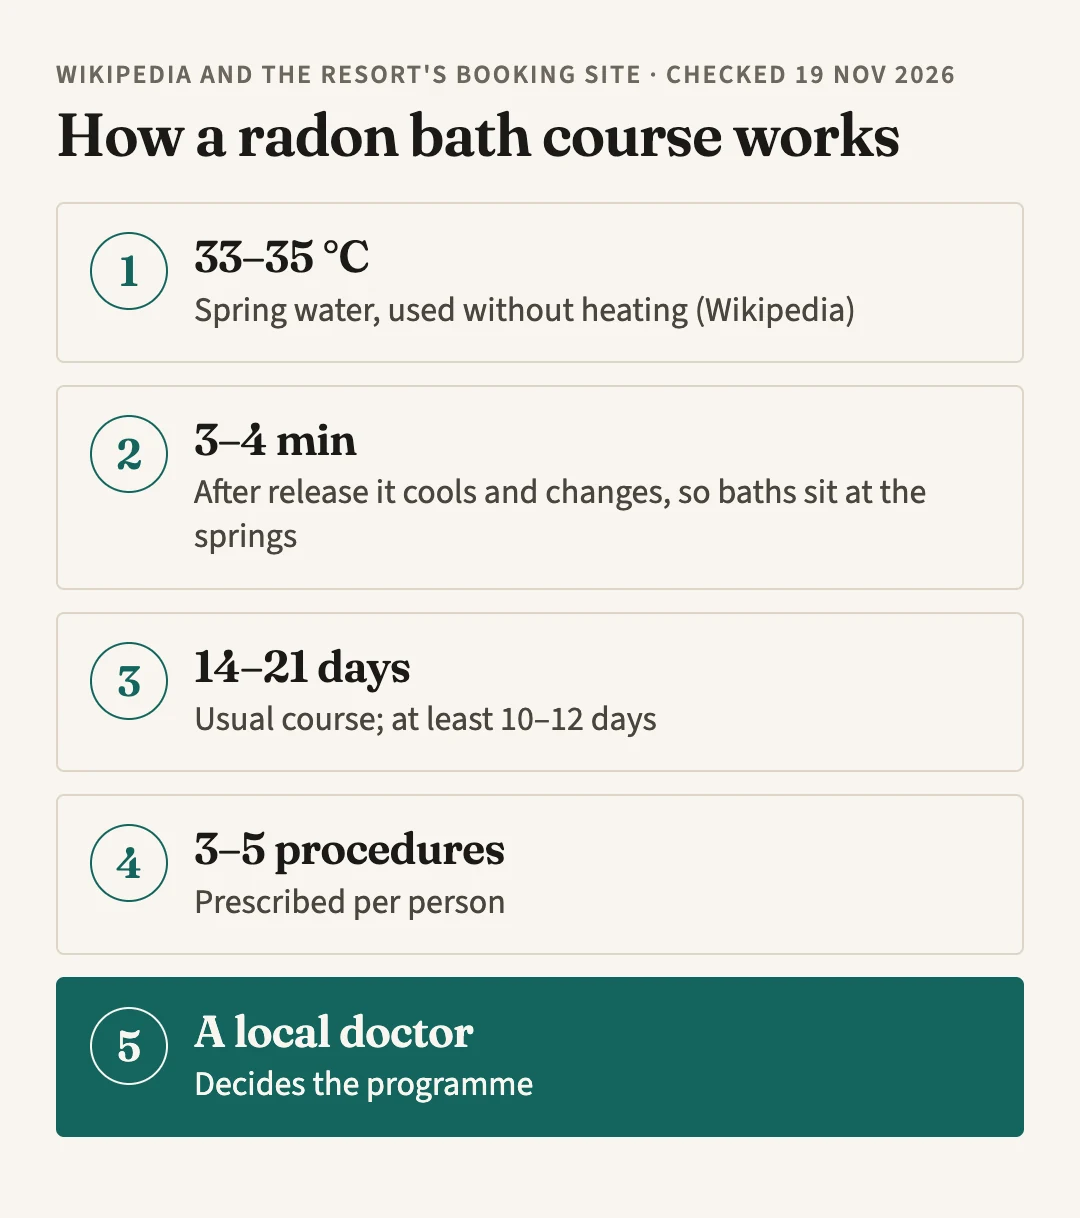 WIKIPEDIA AND THE RESORT'S BOOKING SITE · CHECKED 19 NOV 2026
How a radon bath course works
1
33–35 °C
Spring water, used without heating (Wikipedia)
2
3–4 min
After release it cools and changes, so baths sit at the
springs
3
14–21 days
Usual course; at least 10–12 days
4
3–5 procedures
Prescribed per person
5
A local doctor
Decides the programme